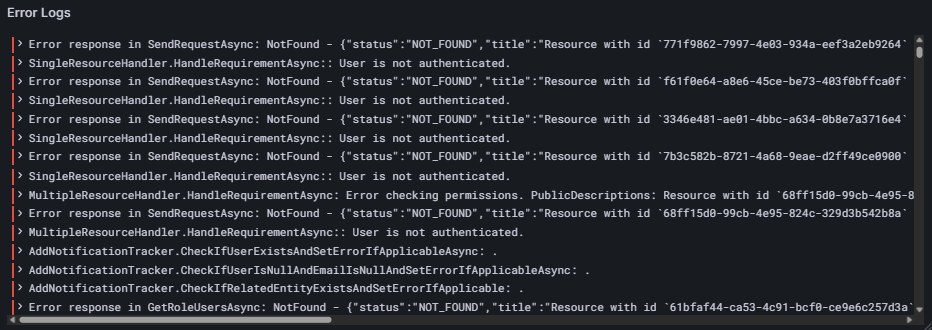 Error Logs
Error response in SendRequestAsync: NotFound - {"status":"NOT_FOUND","title":"Resource with id `771f9862-7997-4e03-934a-eef3a2eb9264`
SingleResourceHandler.HandleRequirementAsync:: User is not authenticated.
Error response in SendRequestAsync: NotFound - {"status":"NOT_FOUND","title":"Resource with id `f61f0e64-a8e6-45ce-be73-403f0bffca0f`
SingleResourceHandler.HandleRequirementAsync:: User is not authenticated.
Error response in SendRequestAsync: NotFound - {"status":"NOT_FOUND","title":"Resource with id `3346e481-ae01-4bbc-a634-0b8e7a3716e4`
SingleResourceHandler.HandleRequirementAsync:: User is not authenticated.
Error response in SendRequestAsync: NotFound - {"status":"NOT_FOUND","title":"Resource with id `7b3c582b-8721-4a68-9eae-d2ff49ce0900`
SingleResourceHandler.HandleRequirementAsync:: User is not authenticated.
MultipleResourceHandler.HandleRequirementAsync: Error checking permissions. PublicDescriptions: Resource with id `68ff15d0-99cb-4e95-8
Error response in SendRequestAsync: NotFound - {"status":"NOT_FOUND","title":"Resource with id `68ff15d0-99cb-4e95-824c-329d3b542b8a`
MultipleResourceHandler.HandleRequirementAsync:: User is not authenticated.
AddNotificationTracker.CheckIfUserExistsAndSetErrorIfApplicableAsync: .
AddNotificationTracker.CheckIfUserIsNullAndEmailIsNullAndSetErrorIfApplicableAsync: .
AddNotificationTracker.CheckIfRelatedEntityExistsAndSetErrorIfApplicable: .
Error response in GetRoleUsersAsync: NotFound - {"status":"NOT_FOUND","title":"Resource with id `61bfaf44-ca53-4c91-bcf0-ce9e6c257d3a`